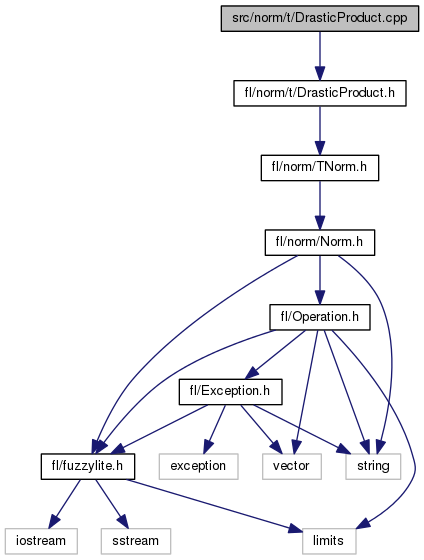 src/norm/t/DrasticProduct.cpp
fl/norm/t/DrasticProduct.h
fl/norm/TNorm.h
fl/norm/Norm.h
fl/Operation.h
fl/Exception.h
fl/fuzzylite.h
exception
vector
string
iostream
sstream
limits